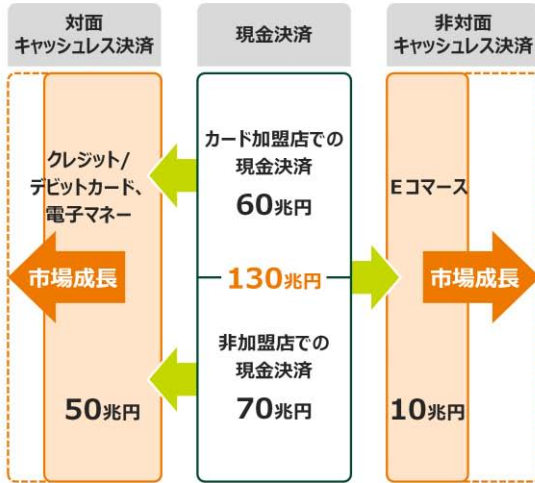 対面
キャッシュレス決済
現金決済
非対面
キャッシュレス決済
クレジット/
デビットカード、
電子マネー
市場成長
50兆円
カード加盟店での
現金決済
60兆円
130兆円
非加盟店での
現金決済
70兆円
Eコマース
市場成長
10兆円